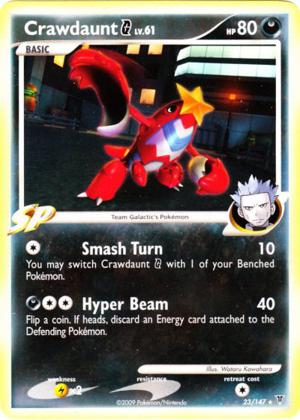 Crawdaunt G LV.61 HP 80
BASIC
Team Galactic's Pokémon
SP
Smash Turn 10
You may switch Crawdaunt G with 1 of your Benched
Pokémon.
Hyper Beam 40
Flip a coin. If heads, discard an Energy card attached to the
Defending Pokémon.
Illus. Wataru Kawahara
weakness resistance retreat cost
×2
©2009 Pokémon/Nintendo 23/147 ★